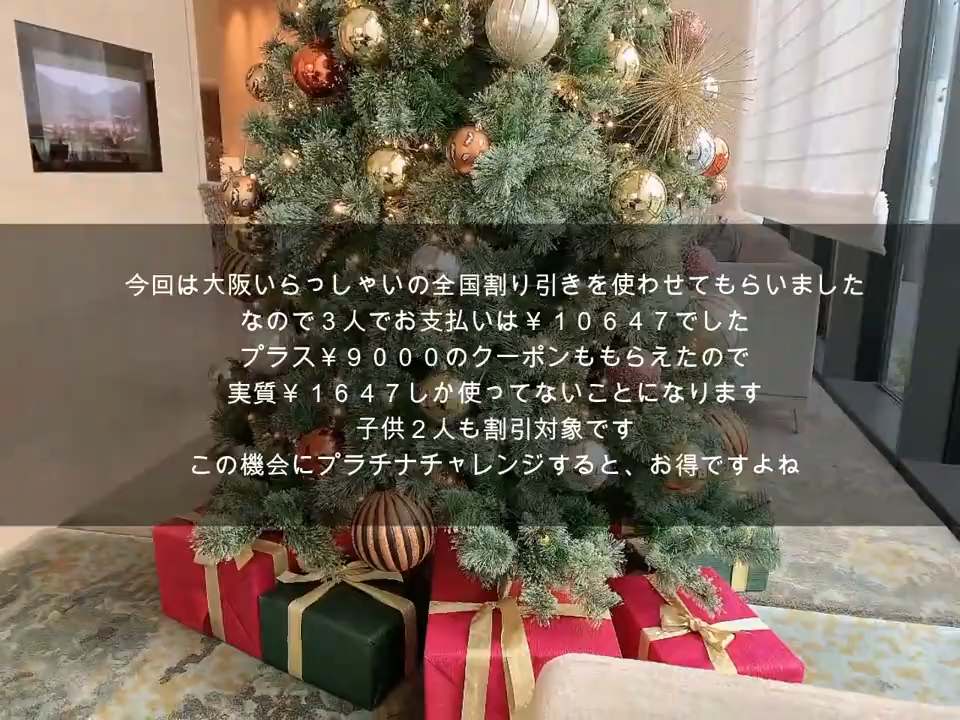 今回は大阪いらっしゃいの全国割り引きを使わせてもらいました
なので３人でお支払いは￥１０６４７でした
プラス￥９０００のクーポンももらえたので
実質￥１６４７しか使ってないことになります
子供２人も割引対象です
この機会にプラチナチャレンジすると、お得ですよね